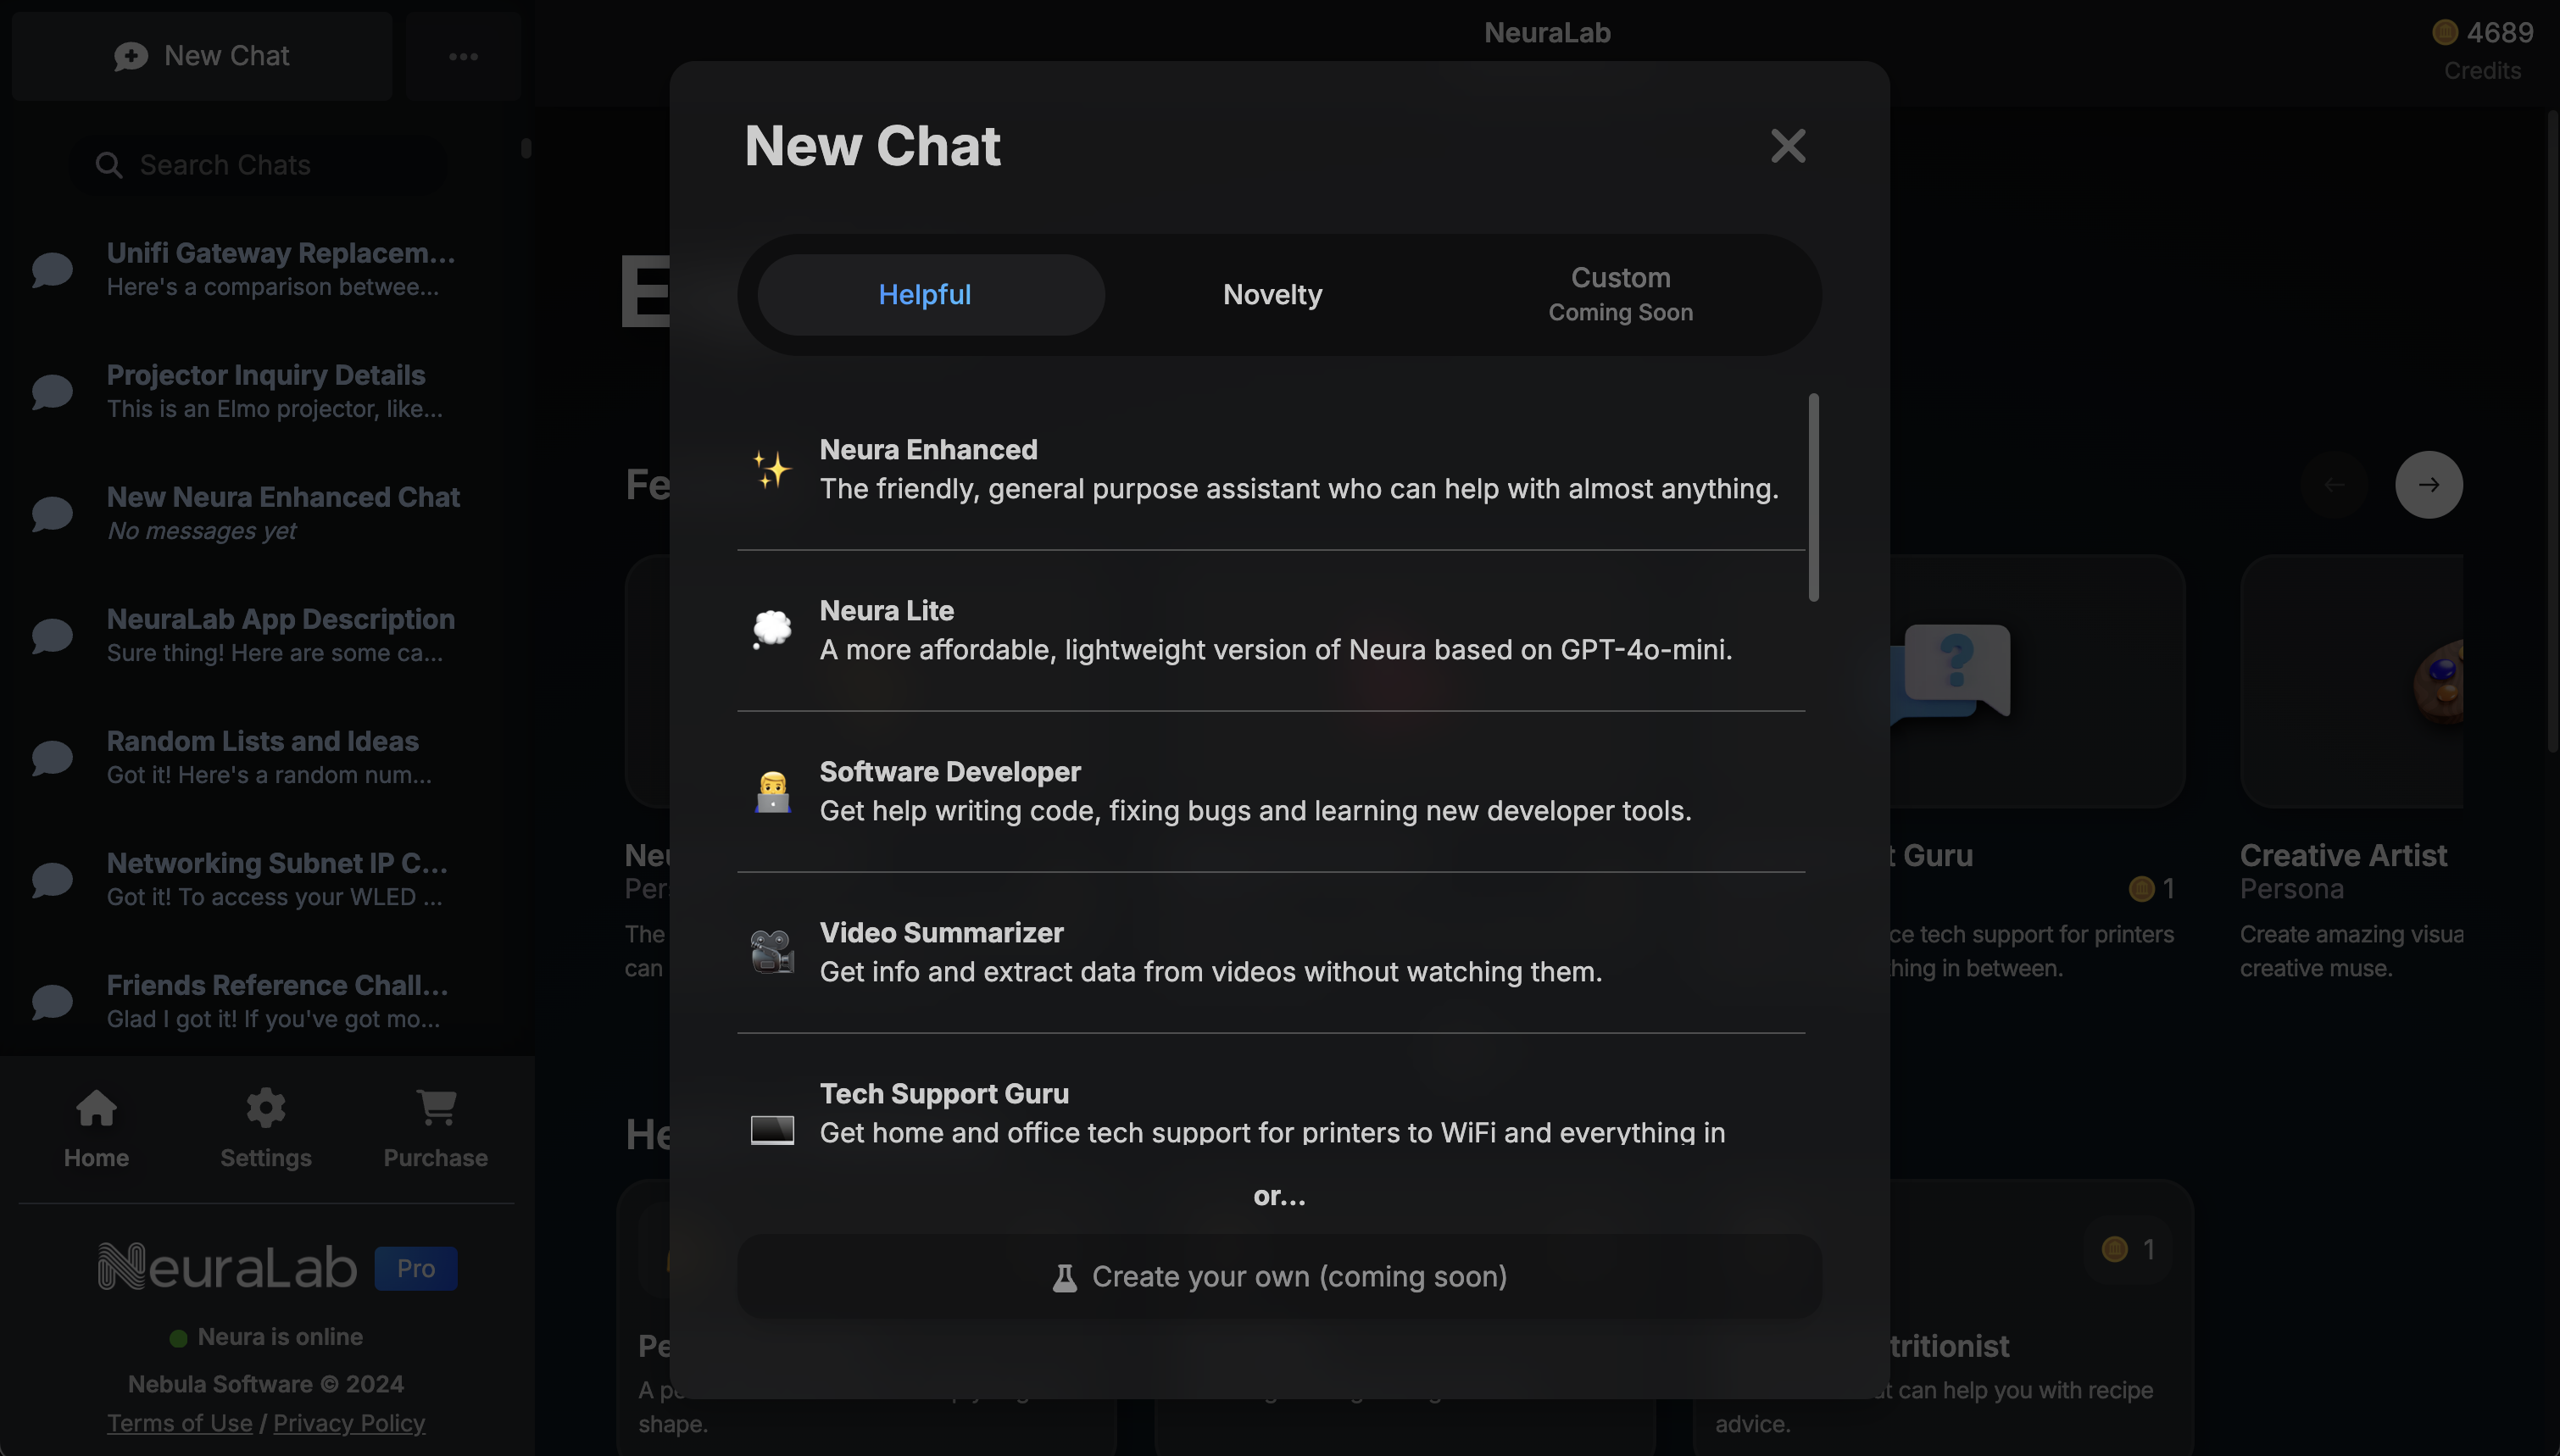 New Chat
Search Chats
Unifi Gateway Replacem...
Here's a comparison betwee...
Projector Inquiry Details
This is an Elmo projector, like...
New Neura Enhanced Chat
No messages yet
NeuraLab App Description
Sure thing! Here are some ca...
Random Lists and Ideas
Got it! Here's a random num...
Networking Subnet IP C...
Got it! To access your WLED ...
Friends Reference Chall...
Glad I got it! If you've got mo...
Home
Settings
Purchase
NeuraLab
Pro
Neura is online
Nebula Software © 2024
Terms of Use / Privacy Policy
NeuraLab
4689
Credits
New Chat
Helpful
Novelty
Custom
Coming Soon
Neura Enhanced
The friendly, general purpose assistant who can help with almost anything.
Neura Lite
A more affordable, lightweight version of Neura based on GPT-4o-mini.
Software Developer
Get help writing code, fixing bugs and learning new developer tools.
Video Summarizer
Get info and extract data from videos without watching them.
Tech Support Guru
Get home and office tech support for printers to WiFi and everything in
or...
Create your own (coming soon)
The
can
t Guru
1
ce tech support for printers
hing in between.
Creative Artist
Persona
Create amazing visua
creative muse.
1
tritionist
can help you with recipe
advice.
shape.